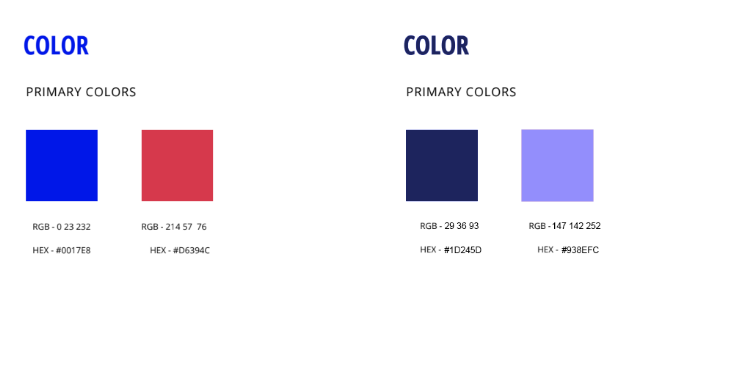 COLOR
PRIMARY COLORS
RGB - 0 23 232
HEX - #0017E8
RGB - 214 57 76
HEX - #D6394C
COLOR
PRIMARY COLORS
RGB - 29 36 93
HEX - #1D245D
RGB - 147 142 252
HEX - #938EFC